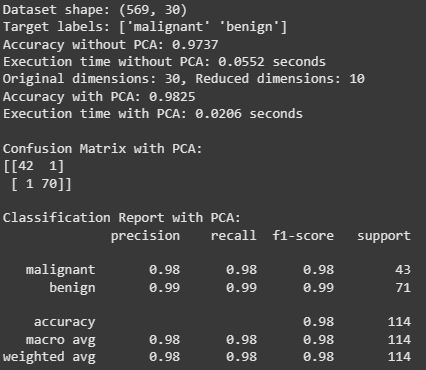 Dataset shape: (569, 30)
Target labels: ['malignant' 'benign']
Accuracy without PCA: 0.9737
Execution time without PCA: 0.0552 seconds
Original dimensions: 30, Reduced dimensions: 10
Accuracy with PCA: 0.9825
Execution time with PCA: 0.0206 seconds
Confusion Matrix with PCA:
[[42  1]
 [ 1 70]]
Classification Report with PCA:
              precision    recall  f1-score   support
   malignant       0.98      0.98      0.98        43
      benign       0.99      0.99      0.99        71
    accuracy                           0.98       114
   macro avg       0.98      0.98      0.98       114
weighted avg       0.98      0.98      0.98       114